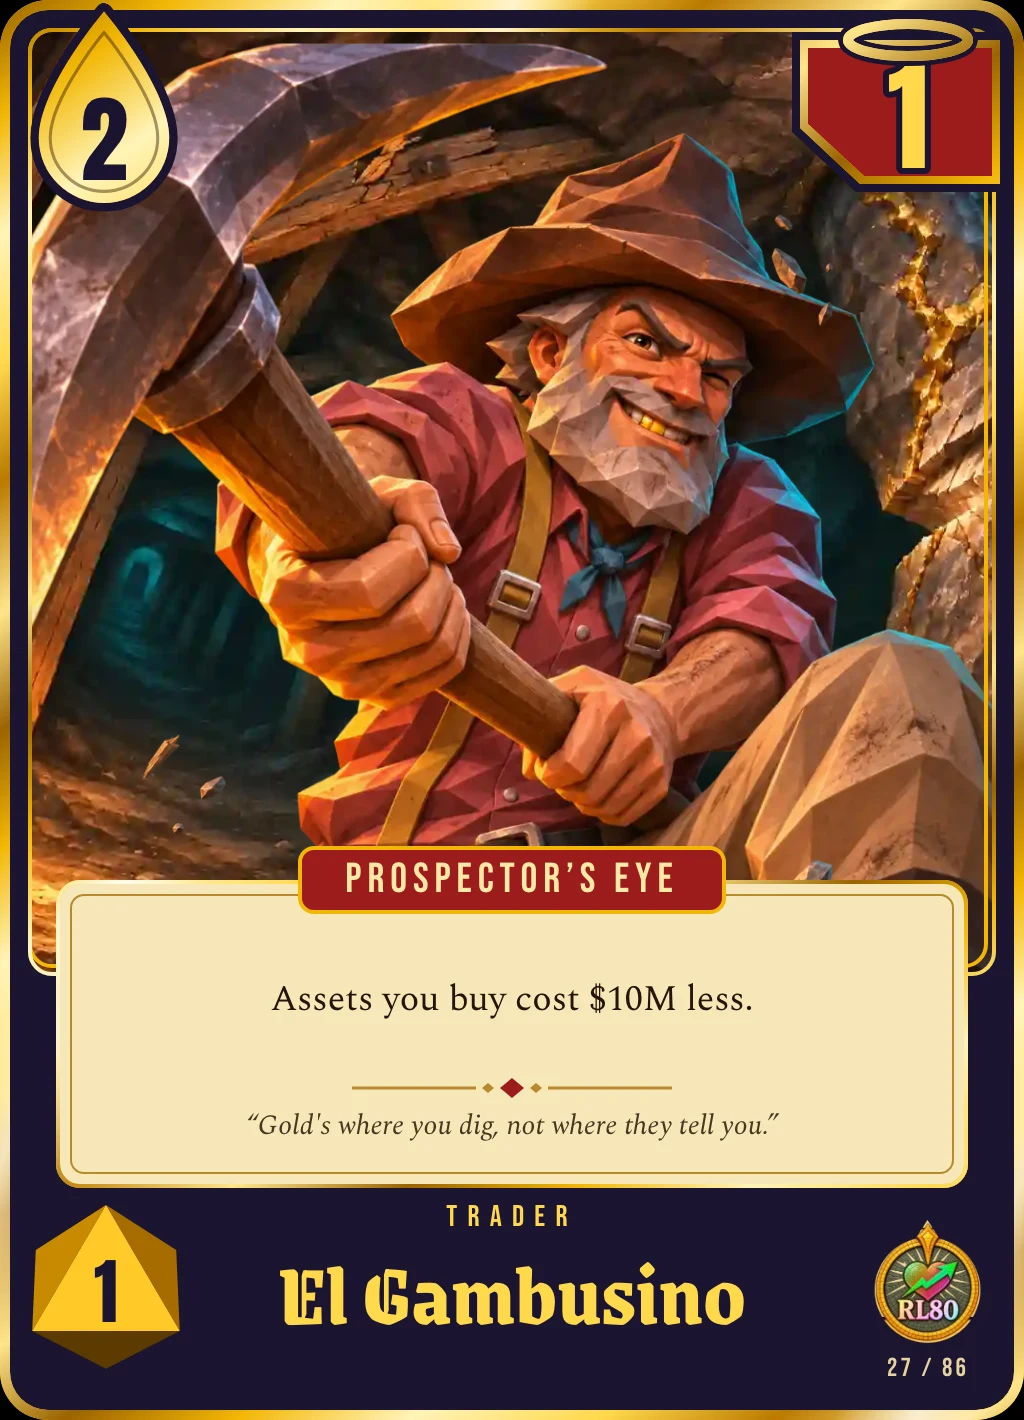 2
1
PROSPECTOR’S EYE
Assets you buy cost $10M less.
“Gold's where you dig, not where they tell you.”
TRADER
1
El Gambusino
RL80
27 / 86